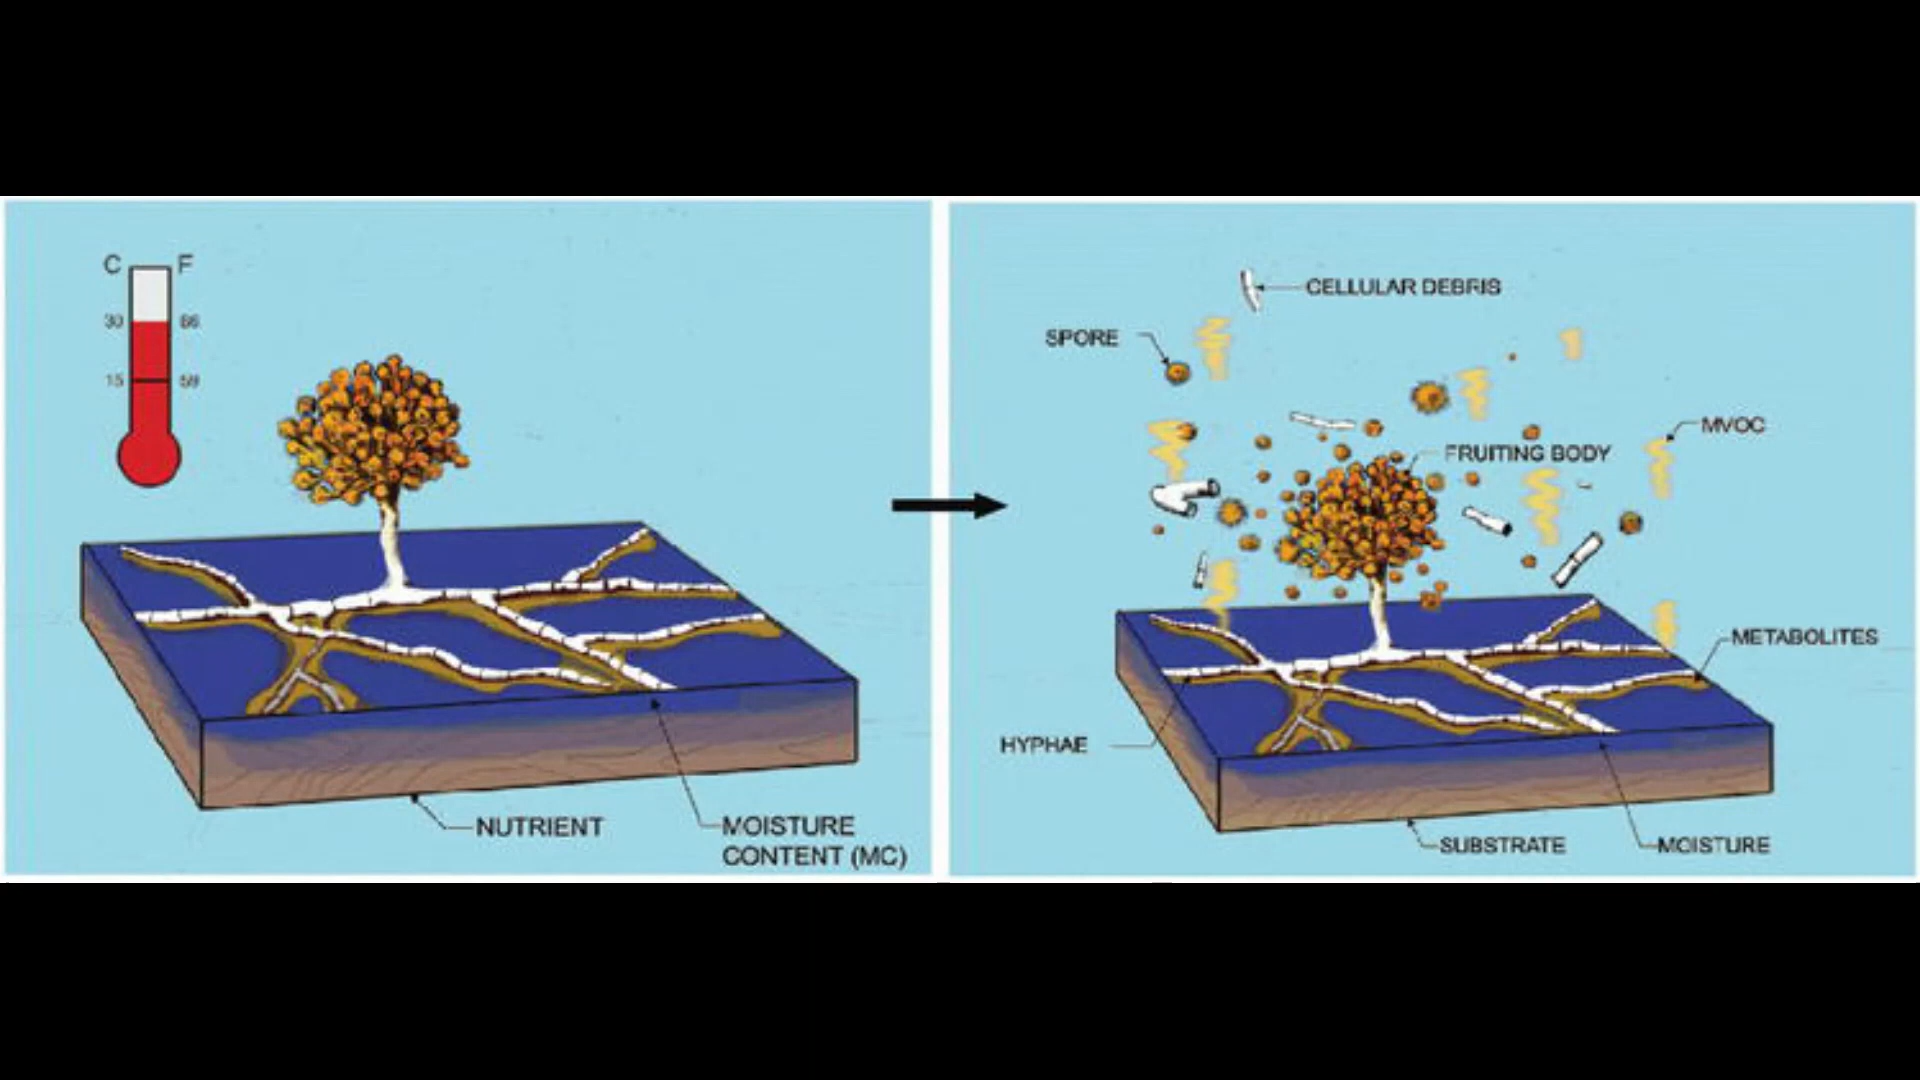 C F
30 86
15 59
NUTRIENT
MOISTURE
CONTENT (MC)
CELLULAR DEBRIS
SPORE
MVOC
FRUITING BODY
METABOLITES
HYPHAE
SUBSTRATE
MOISTURE